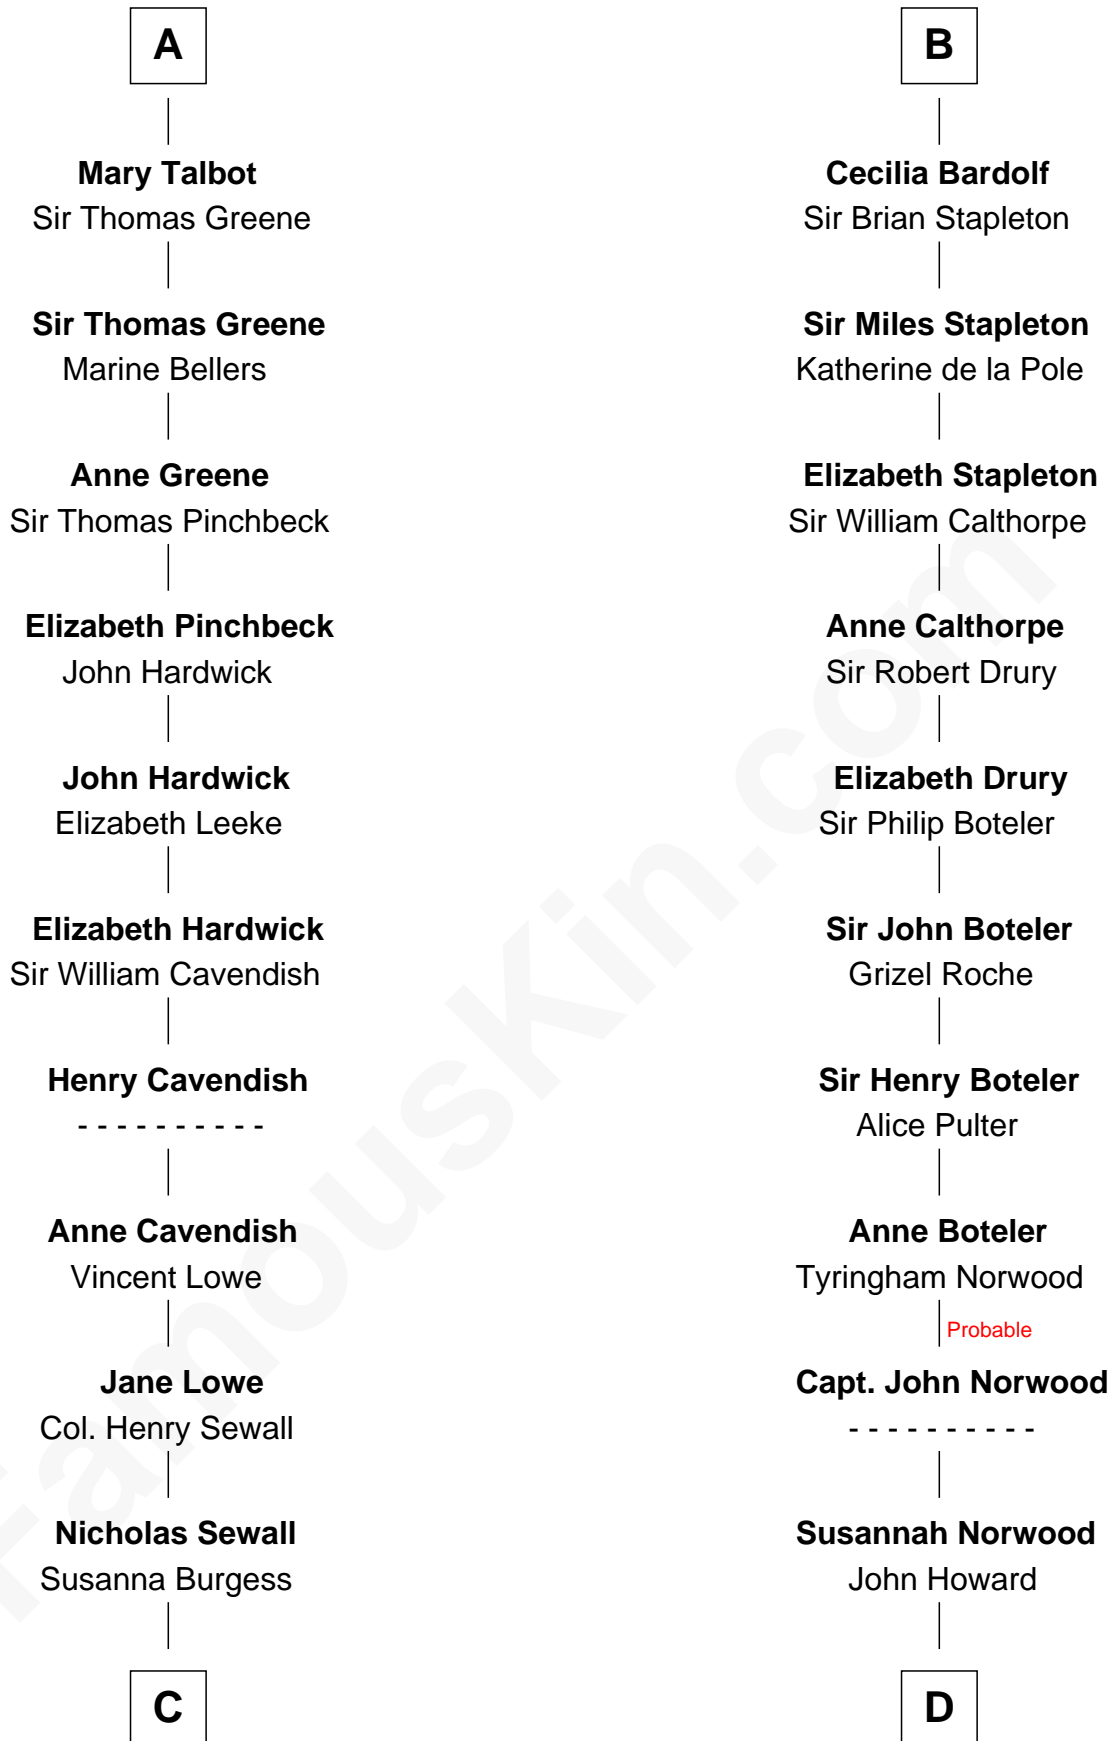 A
Mary Talbot
Sir Thomas Greene
Sir Thomas Greene
Marine Bellers
Anne Greene
Sir Thomas Pinchbeck
Elizabeth Pinchbeck
John Hardwick
John Hardwick
Elizabeth Leeke
Elizabeth Hardwick
Sir William Cavendish
Henry Cavendish
- - - - - - - - - -
Anne Cavendish
Vincent Lowe
Jane Lowe
Col. Henry Sewall
Nicholas Sewall
Susanna Burgess
C
B
Cecilia Bardolf
Sir Brian Stapleton
Sir Miles Stapleton
Katherine de la Pole
Elizabeth Stapleton
Sir William Calthorpe
Anne Calthorpe
Sir Robert Drury
Elizabeth Drury
Sir Philip Boteler
Sir John Boteler
Grizel Roche
Sir Henry Boteler
Alice Pulter
Anne Boteler
Tyringham Norwood
Probable
Capt. John Norwood
- - - - - - - - - -
Susannah Norwood
John Howard
D
FamousKin.com